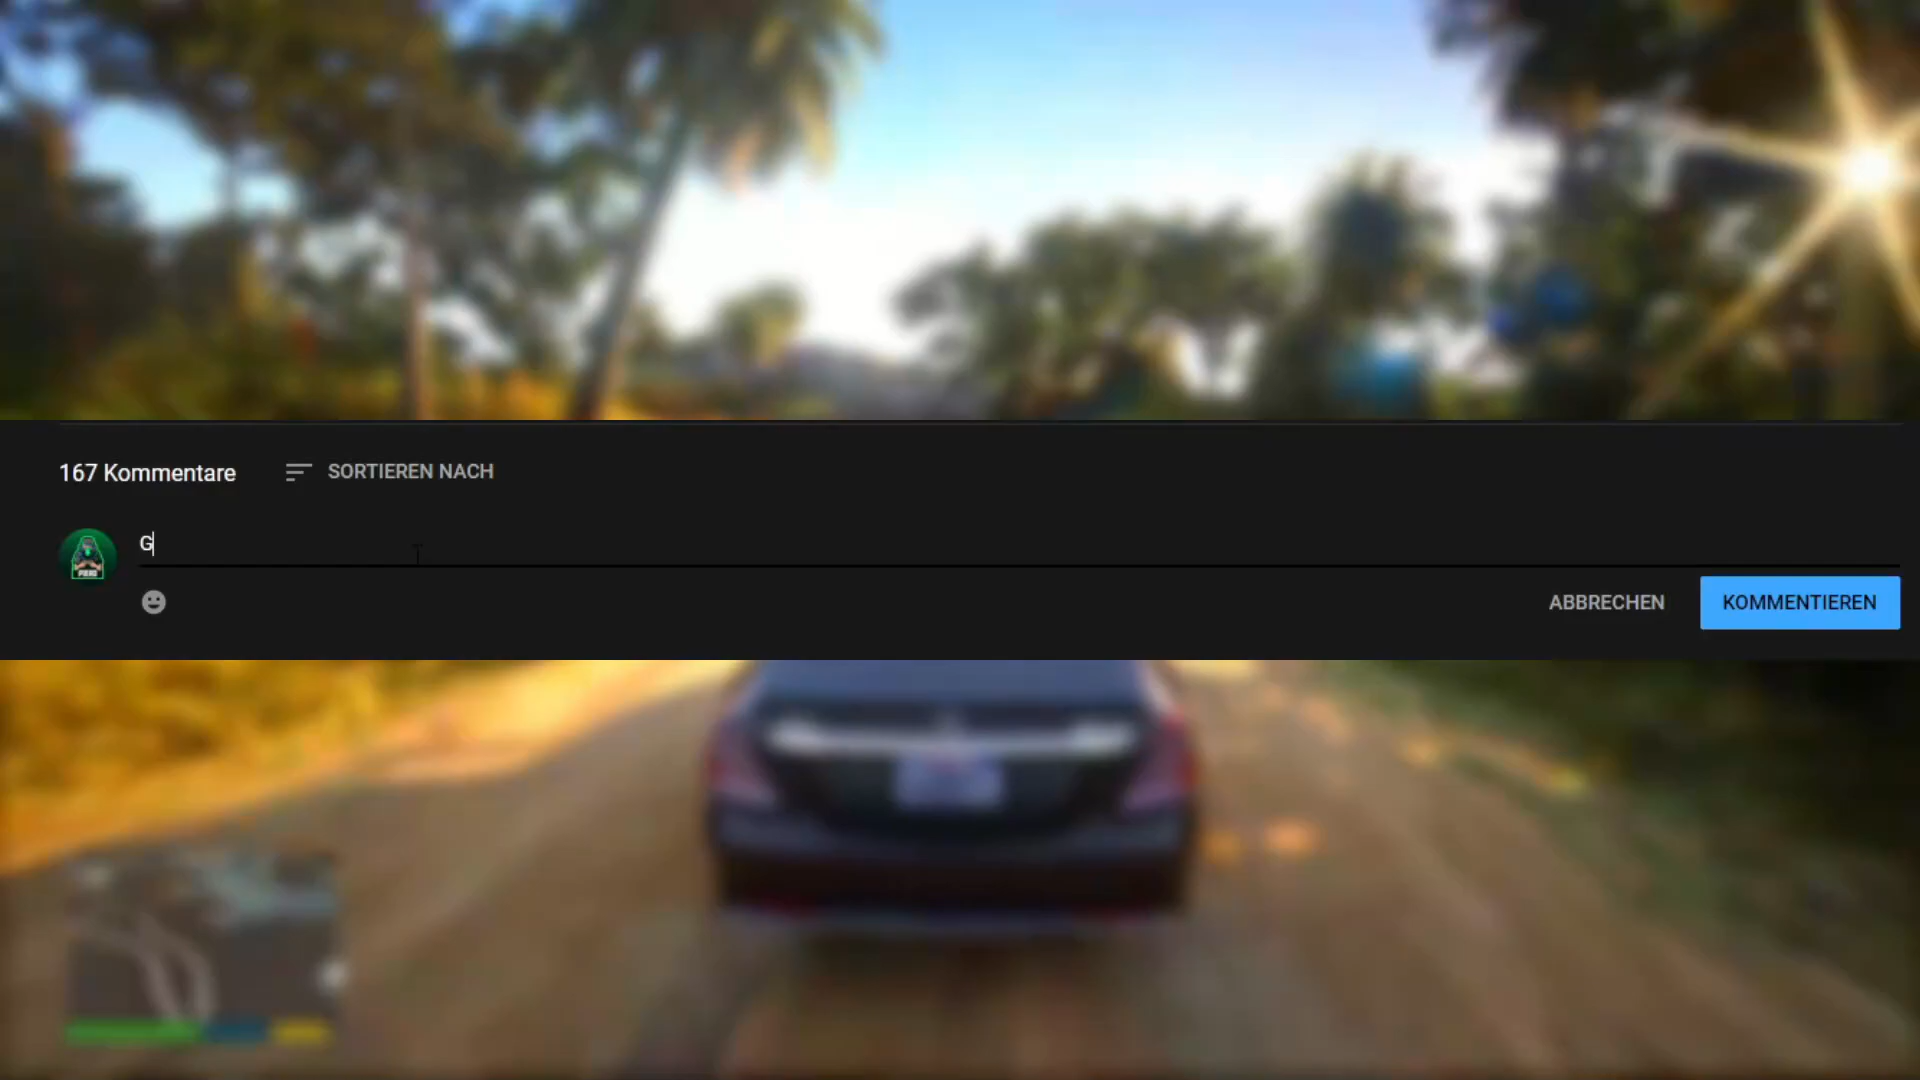 167 Kommentare
SORTIEREN NACH
G
ABBRECHEN
KOMMENTIEREN